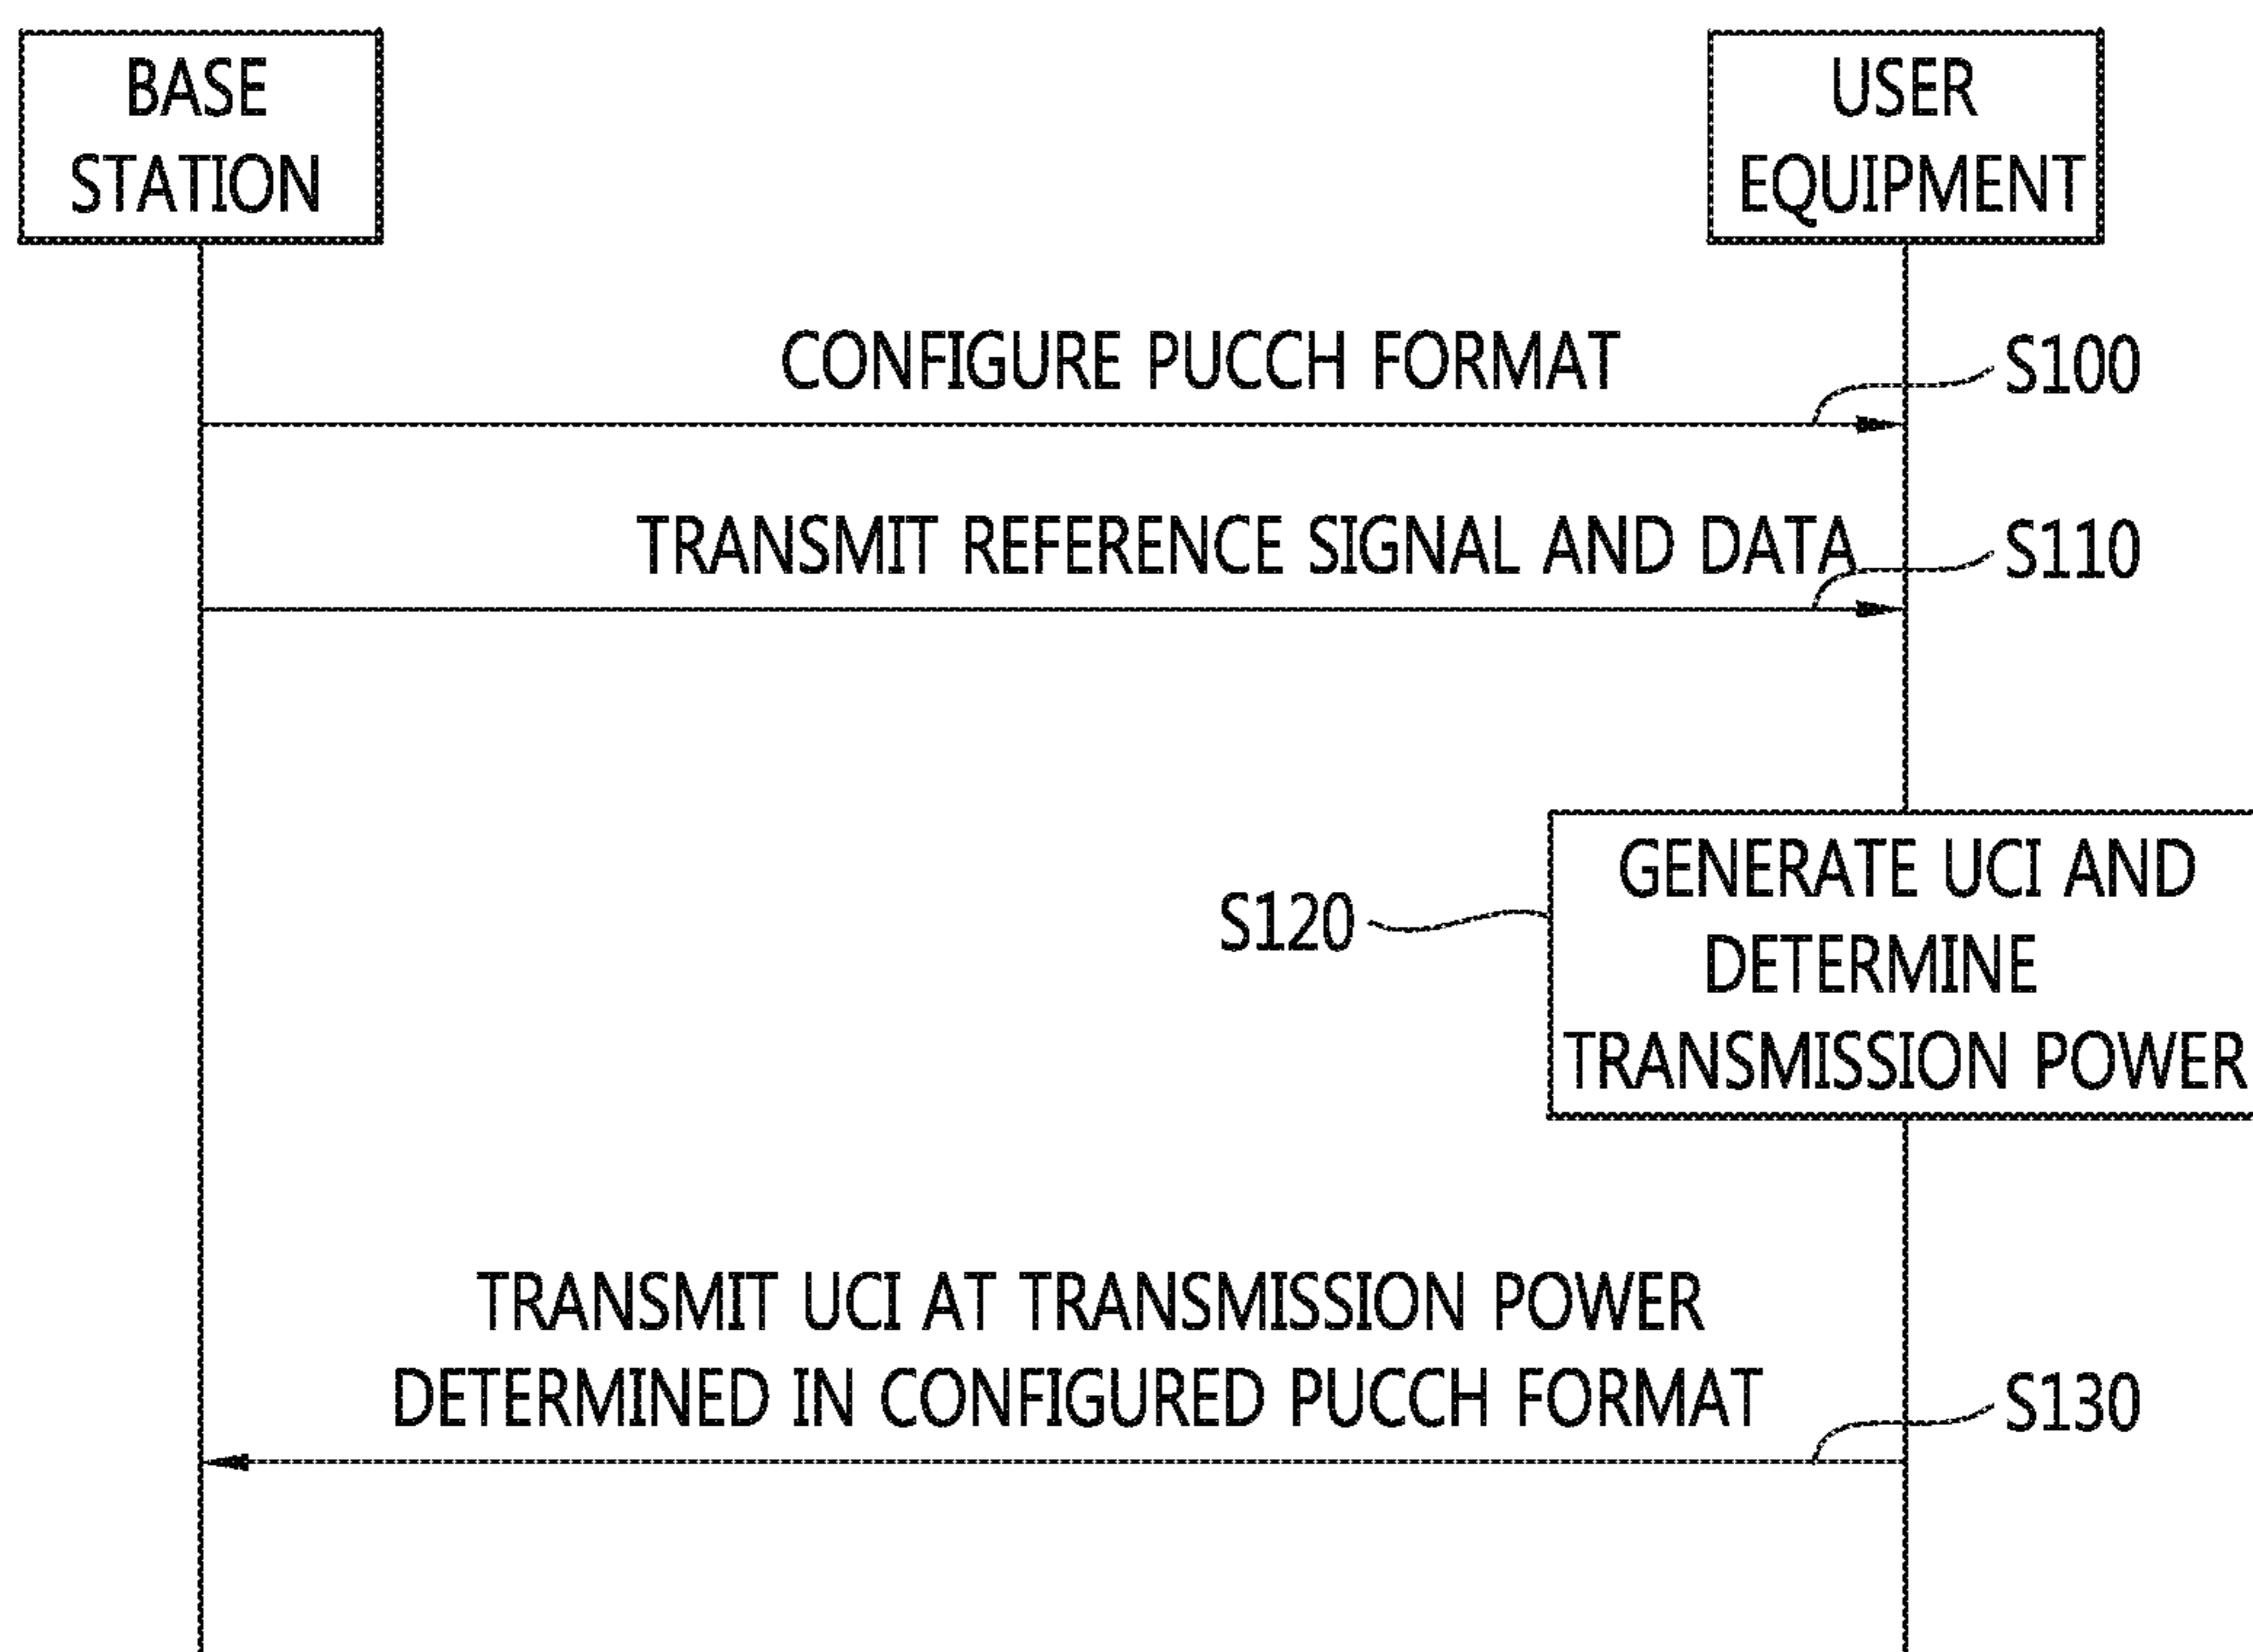 BASE
STATION
USER
EQUIPMENT
CONFIGURE PUCCH FORMAT
S100
TRANSMIT REFERENCE SIGNAL AND DATA
S110
S120
GENERATE UCI AND
DETERMINE
TRANSMISSION POWER
TRANSMIT UCI AT TRANSMISSION POWER
DETERMINED IN CONFIGURED PUCCH FORMAT
S130